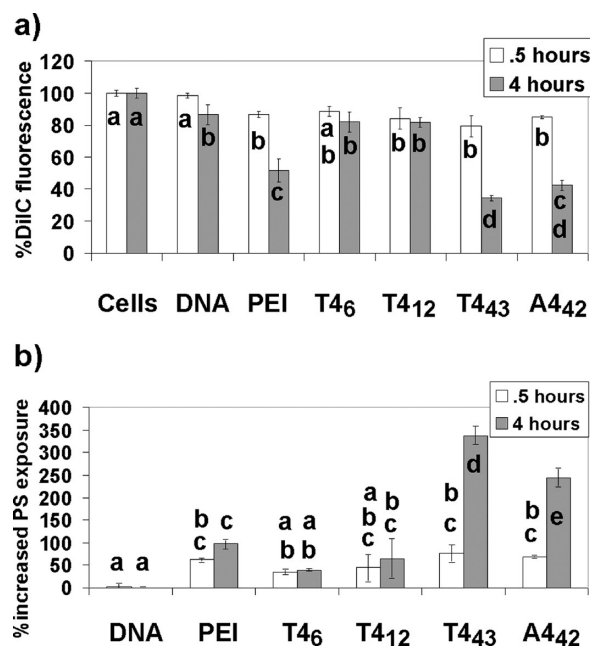 a)
.5 hours
4 hours
%DiIC fluorescence
120
100
80
60
40
20
0
a a a b b c a b b b b b d b c d
Cells DNA PEI T4₆ T4₁₂ T4₄₃ A4₄₂
b)
.5 hours
4 hours
%increased PS exposure
400
350
300
250
200
150
100
50
0
a a b c c a b a b a b c b c b c d b c e
DNA PEI T4₆ T4₁₂ T4₄₃ A4₄₂